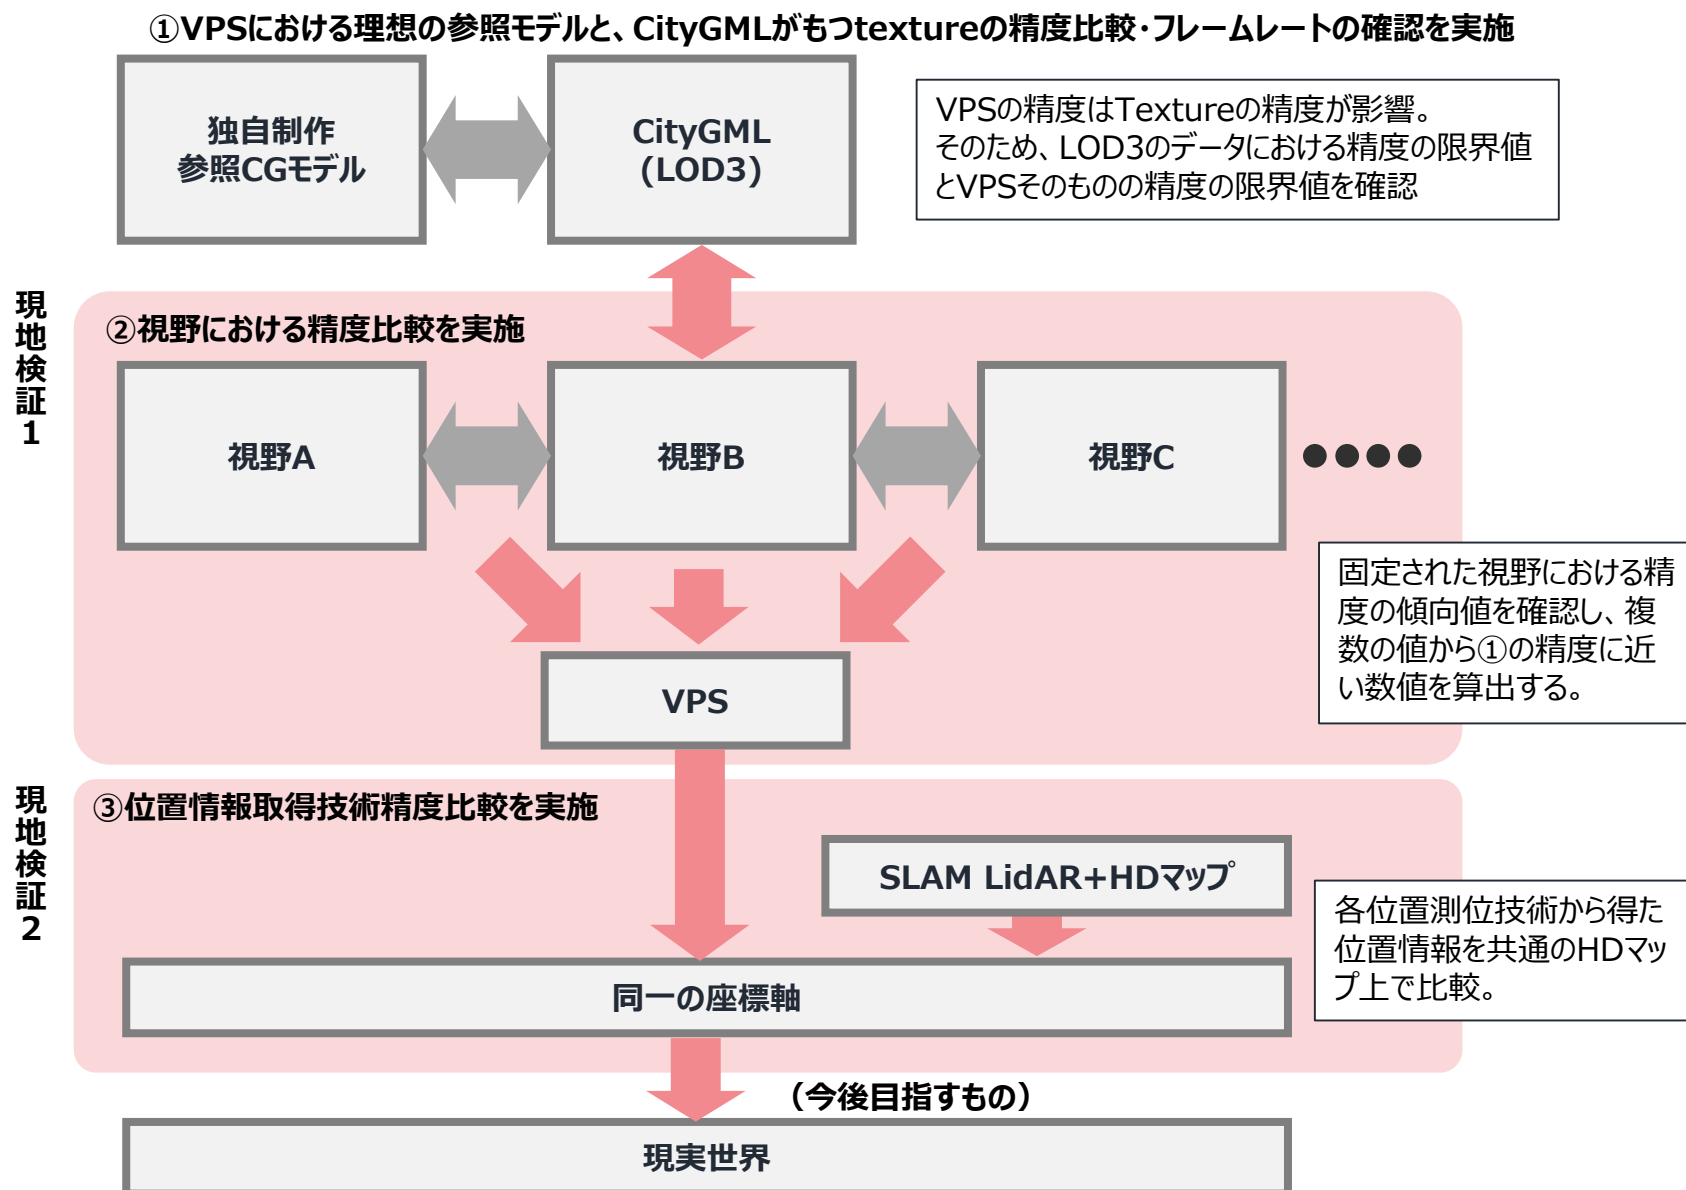 ①VPSにおける理想の参照モデルと、CityGMLがもつtextureの精度比較・フレームレートの確認を実施
独自制作
参照CGモデル
CityGML
(LOD3)
VPSの精度はTextureの精度が影響。
そのため、LOD3のデータにおける精度の限界値
とVPSそのものの精度の限界値を確認
現地検証1
②視野における精度比較を実施
視野A
視野B
視野C
●●●●
固定された視野における精
度の傾向値を確認し、複
数の値から①の精度に近
い数値を算出する。
VPS
現地検証2
③位置情報取得技術精度比較を実施
SLAM LidAR+HDマップ
各位置測位技術から得た
位置情報を共通のHDマッ
プ上で比較。
同一の座標軸
（今後目指すもの）
現実世界